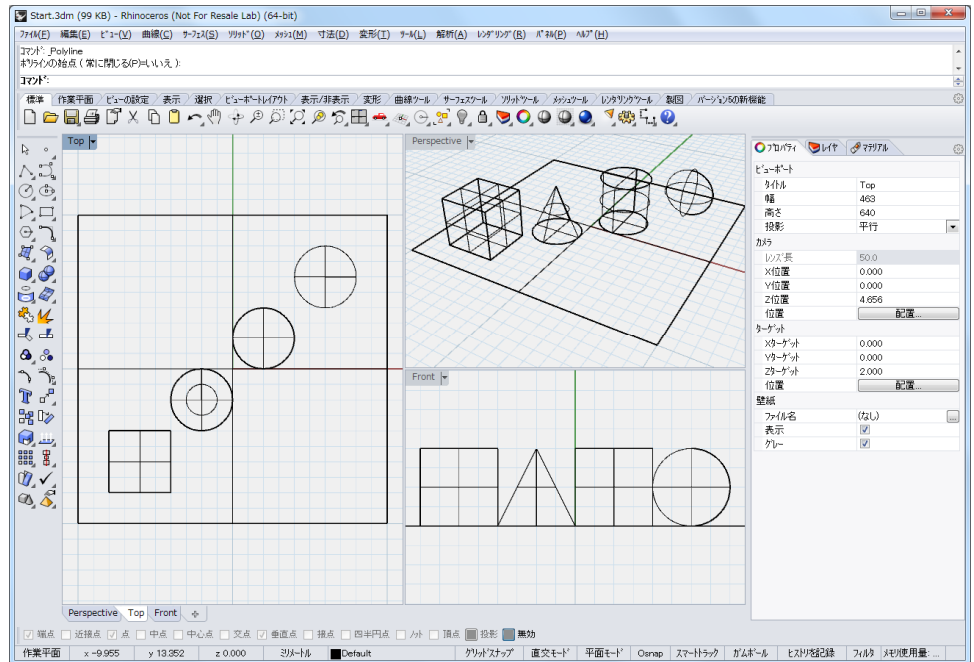 Start.3dm (99 KB) - Rhinoceros (Not For Resale Lab) (64-bit)
ファイル(F) 編集(E) ビュー(V) 曲線(C) サーフェス(S) ソリッド(O) メッシュ(M) 寸法(D) 変形(T) ツール(L) 解析(A) レンダリング(R) パネル(P) ヘルプ(H)
コマンド: _Polyline
ポリラインの始点 ( 常に閉じる(P)=いいえ ):
コマンド:
標準 作業平面 ビューの設定 表示 選択 ビューポートレイアウト 表示/非表示 変形 曲線ツール サーフェスツール ソリッドツール メッシュツール レンダリングツール 製図 バージョン5の新機能
Top
Perspective
Front
プロパティ レイヤ マテリアル
ビューポート
タイトル Top
幅 463
高さ 640
投影 平行
カメラ
レンズ長 50.0
X位置 0.000
Y位置 0.000
Z位置 4.656
位置 配置...
ターゲット
Xターゲット 0.000
Yターゲット 0.000
Zターゲット 2.000
位置 配置...
壁紙
ファイル名 (なし) ...
表示
グレー
Perspective Top Front
端点 近接点 点 中点 中心点 交点 垂直点 接点 四半円点 ノット 頂点 投影 無効
作業平面 x -9.955 y 13.352 z 0.000 ミリメートル Default グリッドスナップ 直交モード 平面モード Osnap スマートトラック ガムボール ヒストリを記録 フィルタ メモリ使用量: ...